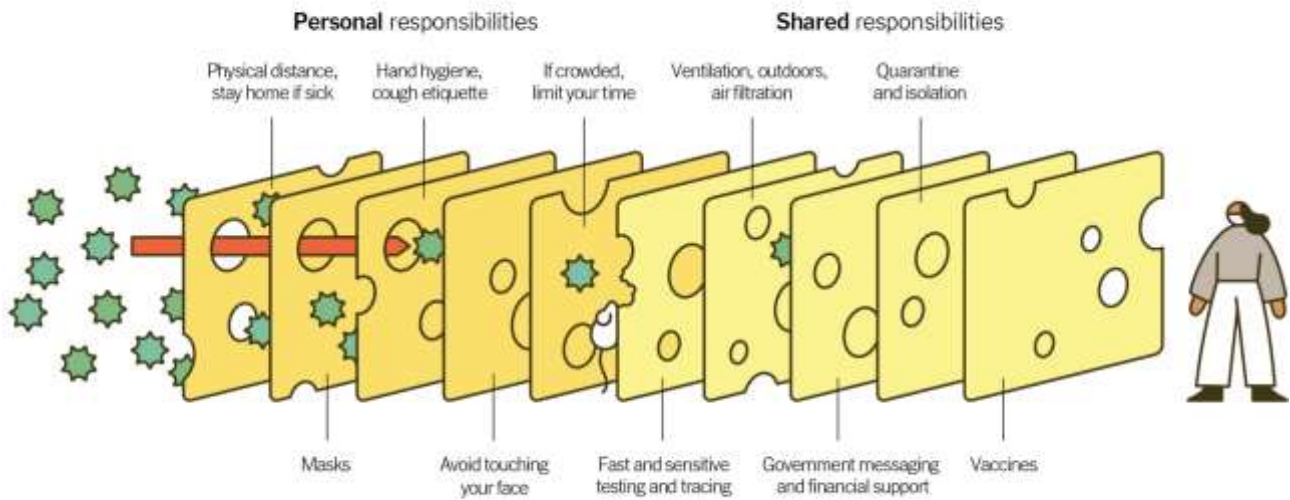 Personal responsibilities
Shared responsibilities
Physical distance,
stay home if sick
Hand hygiene,
cough etiquette
If crowded,
limit your time
Ventilation, outdoors,
air filtration
Quarantine
and isolation
Masks
Avoid touching
your face
Fast and sensitive
testing and tracing
Government messaging
and financial support
Vaccines